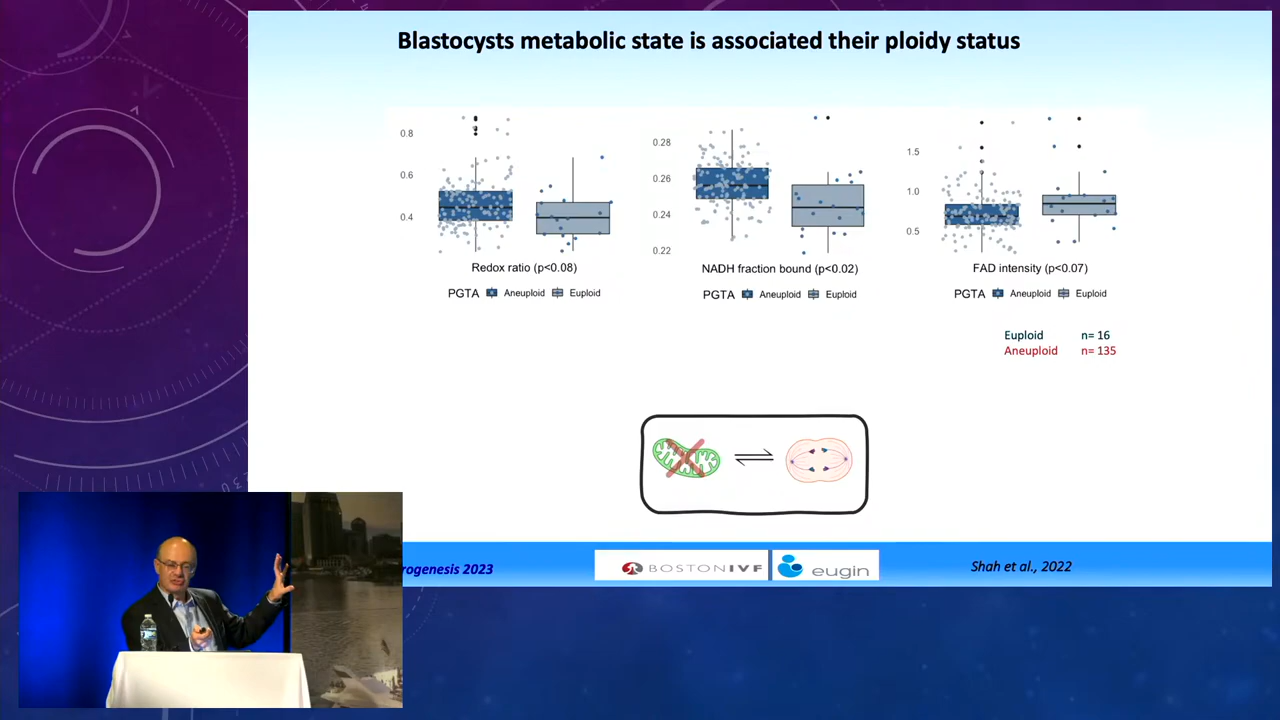 Blastocysts metabolic state is associated their ploidy status
0.8
0.6
0.4
Redox ratio (p<0.08)
PGTA Aneuploid Euploid
0.28
0.26
0.24
0.22
NADH fraction bound (p<0.02)
PGTA Aneuploid Euploid
1.5
1.0
0.5
FAD intensity (p<0.07)
PGTA Aneuploid Euploid
Euploid n= 16
Aneuploid n= 135
rogenesis 2023
BOSTONIVF
eugin
Shah et al., 2022